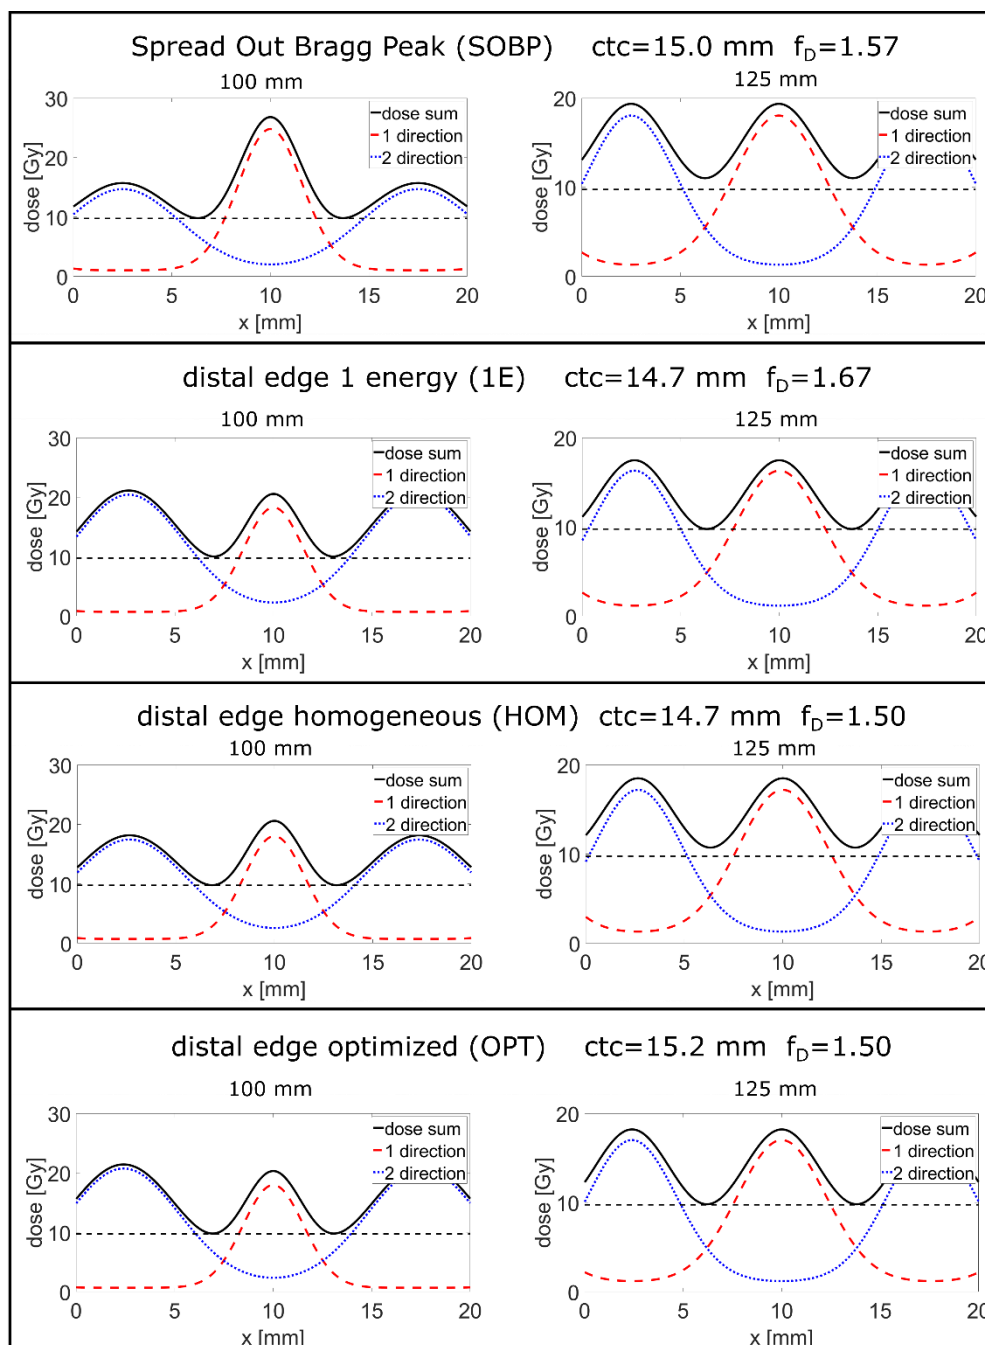 Spread Out Bragg Peak (SOBP) ctc=15.0 mm f_D=1.57
100 mm
30
20
10
0
dose [Gy]
dose sum
1 direction
2 direction
0 5 10 15 20
x [mm]
125 mm
20
10
0
dose [Gy]
dose sum
1 direction
2 direction
0 5 10 15 20
x [mm]
distal edge 1 energy (1E) ctc=14.7 mm f_D=1.67
100 mm
30
20
10
0
dose [Gy]
dose sum
1 direction
2 direction
0 5 10 15 20
x [mm]
125 mm
20
10
0
dose [Gy]
dose sum
1 direction
2 direction
0 5 10 15 20
x [mm]
distal edge homogeneous (HOM) ctc=14.7 mm f_D=1.50
100 mm
30
20
10
0
dose [Gy]
dose sum
1 direction
2 direction
0 5 10 15 20
x [mm]
125 mm
20
10
0
dose [Gy]
dose sum
1 direction
2 direction
0 5 10 15 20
x [mm]
distal edge optimized (OPT) ctc=15.2 mm f_D=1.50
100 mm
30
20
10
0
dose [Gy]
dose sum
1 direction
2 direction
0 5 10 15 20
x [mm]
125 mm
20
10
0
dose [Gy]
dose sum
1 direction
2 direction
0 5 10 15 20
x [mm]